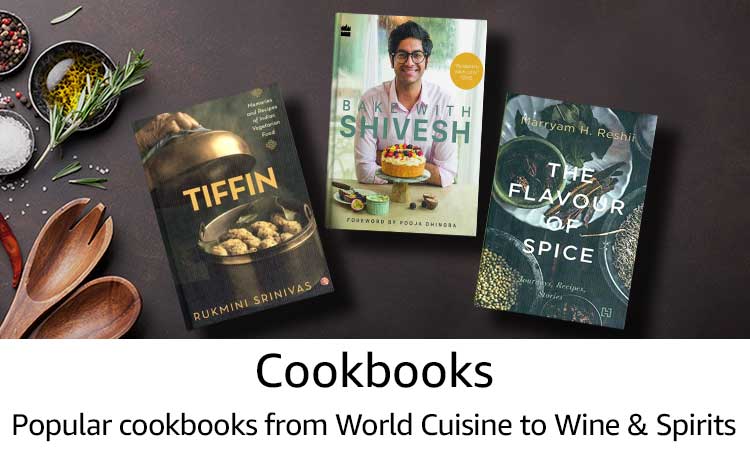 Memories
and Recipes
of Indian
Vegetarian
Food
TIFFIN
RUKMINI SRINIVAS
BAKE WITH
SHIVESH
FOREWORD BY POOJA DHINGRA
Marryam H. Reshii
THE
FLAVOUR
OF
SPICE
Journeys, Recipes,
Stories
H
Cookbooks
Popular cookbooks from World Cuisine to Wine & Spirits